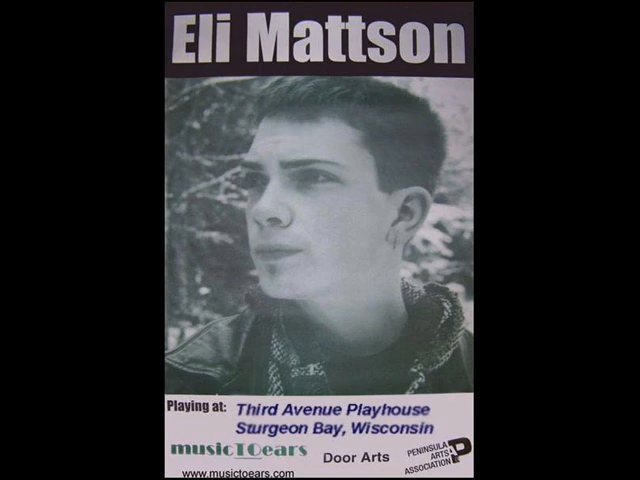 Eli Mattson
Playing at: Third Avenue Playhouse
Sturgeon Bay, Wisconsin
musicTOears
www.musictoears.com
Door Arts
PENINSULA
ARTS
ASSOCIATION